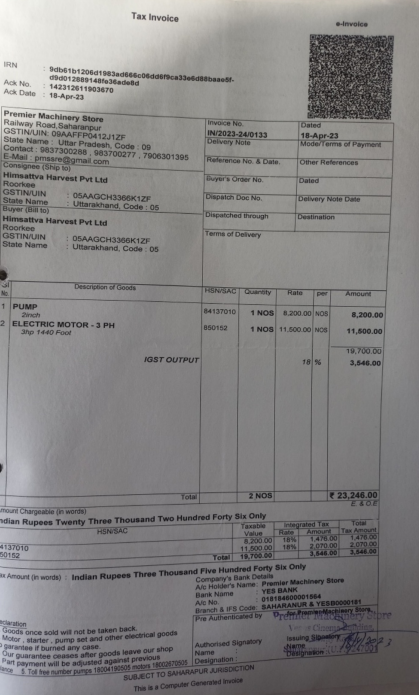 Tax Invoice
e-Invoice
IRN : 9db61b1206d1983ad666c06dd6f9ca33e6d88baae5f-
d9d012889148fe36ade8d
Ack No. : 142312611903670
Ack Date : 18-Apr-23
Premier Machinery Store
Railway Road,Saharanpur
GSTIN/UIN: 09AAFFP0412J1ZF
State Name : Uttar Pradesh, Code : 09
Contact : 9837300288 , 983700277 , 7906301395
E-Mail : pmssre@gmail.com
Invoice No.
IN/2023-24/0133
Dated
18-Apr-23
Delivery Note
Mode/Terms of Payment
Reference No. & Date.
Other References
Consignee (Ship to)
Himsattva Harvest Pvt Ltd
Roorkee
GSTIN/UIN : 05AAGCH3366K1ZF
State Name : Uttarakhand, Code : 05
Buyer's Order No.
Dated
Dispatch Doc No.
Delivery Note Date
Dispatched through
Destination
Buyer (Bill to)
Himsattva Harvest Pvt Ltd
Roorkee
GSTIN/UIN : 05AAGCH3366K1ZF
State Name : Uttarakhand, Code : 05
Terms of Delivery
No.
Description of Goods
HSN/SAC
Quantity
Rate
per
Amount
1 PUMP 84137010 1 NOS 8,200.00 NOS 8,200.00
2inch
2 ELECTRIC MOTOR - 3 PH 850152 1 NOS 11,500.00 NOS 11,500.00
3hp 1440 Foot
19,700.00
IGST OUTPUT 18 % 3,546.00
Total 2 NOS ₹ 23,246.00
mount Chargeable (in words) E. & O.E
ndian Rupees Twenty Three Thousand Two Hundred Forty Six Only
HSN/SAC Taxable Integrated Tax Total
Value Rate Amount Tax Amount
4137010 8,200.00 18% 1,476.00 1,476.00
50152 11,500.00 18% 2,070.00 2,070.00
Total 19,700.00 3,546.00 3,546.00
ax Amount (in words) : Indian Rupees Three Thousand Five Hundred Forty Six Only
Company's Bank Details
A/c Holder's Name : Premier Machinery Store
Bank Name : YES BANK
A/c No. : 018184600001564
Branch & IFS Code : SAHARANUR & YESB0000181
claration
Goods once sold will not be taken back.
Motor , starter , pump set and other electrical goods
garantee if burned any case.
Our guarantee ceases after goods leave our shop
Part payment will be adjusted against previous
ance 5 Toll free number pumps 18004190505 motors 18002670505
Pre Authenticated by
for Premier Machinery Store,
Authorised Signatory
Name :
Designation :
Issuing Signatory
Name :
Designation :
SUBJECT TO SAHARAPUR JURISDICTION
This is a Computer Generated Invoice